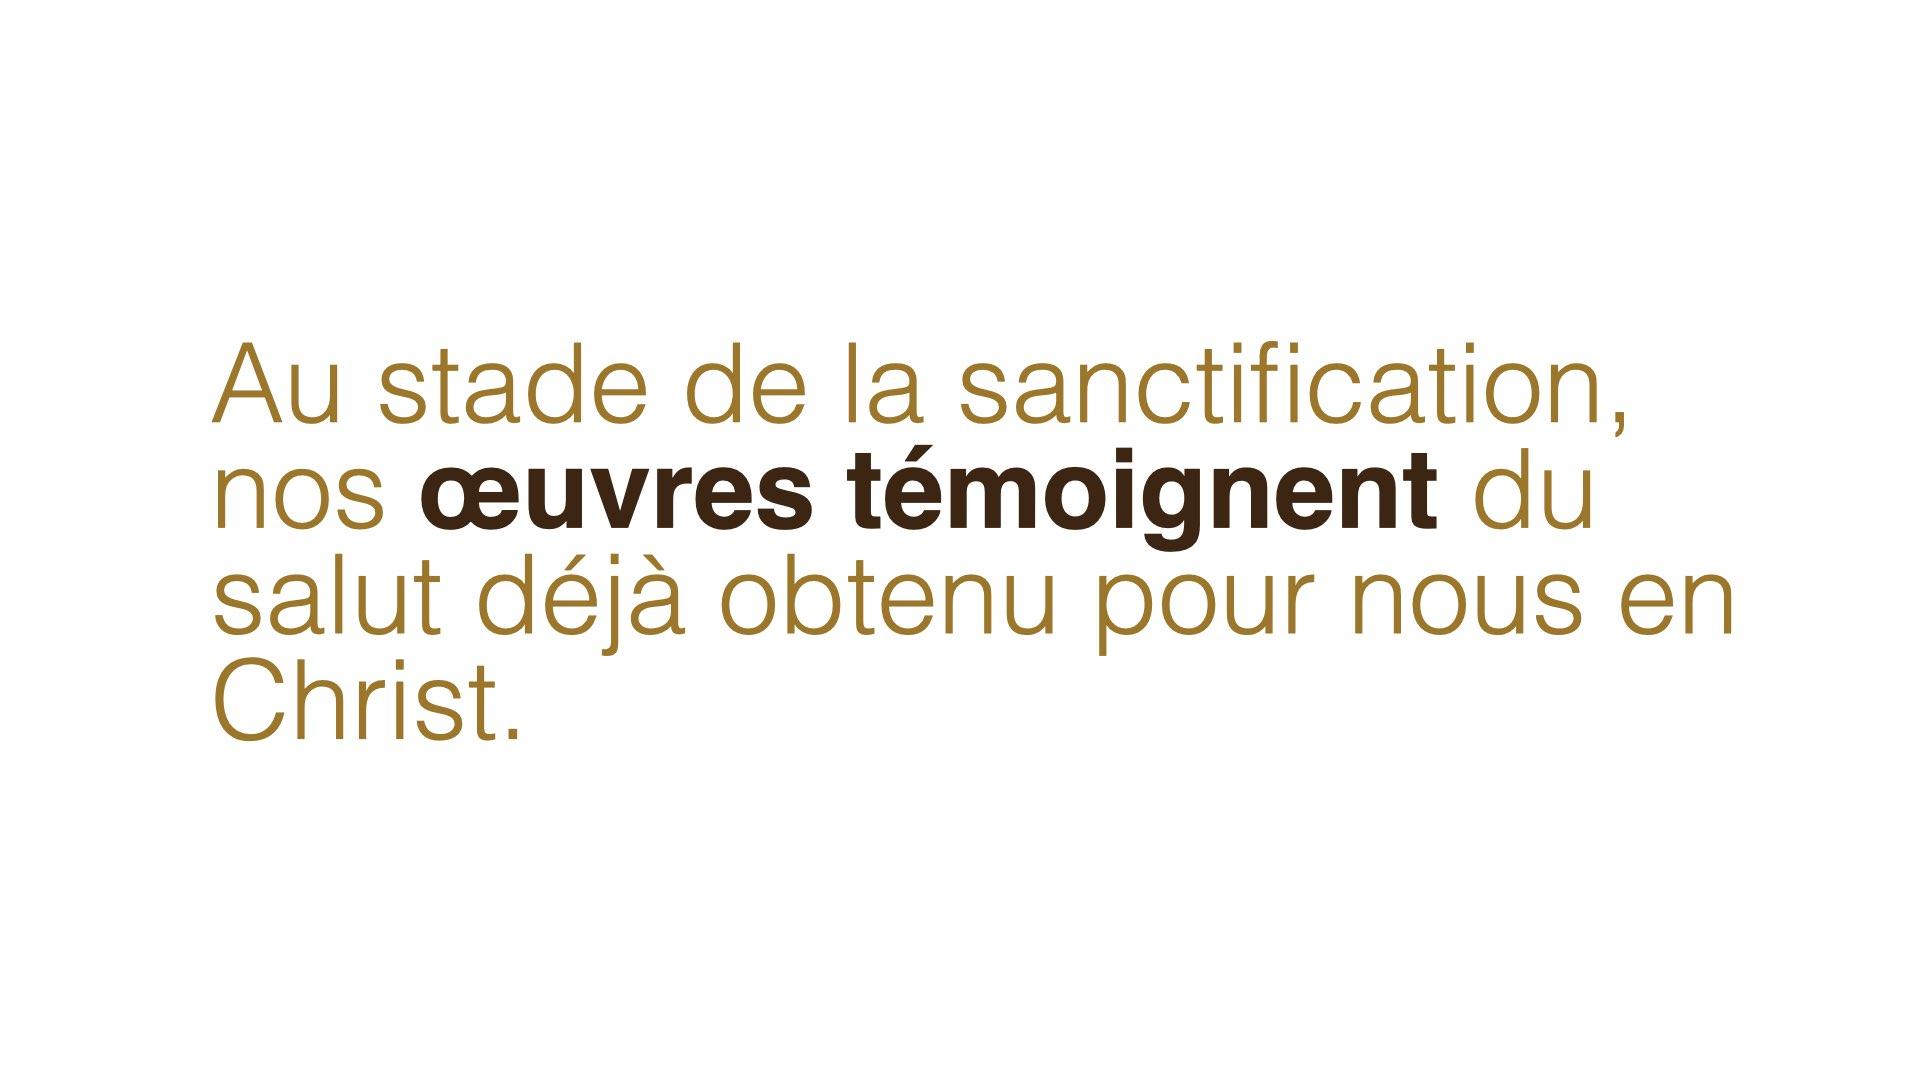 Au stade de la sanctification,
nos œuvres témoignent du
salut déjà obtenu pour nous en
Christ.